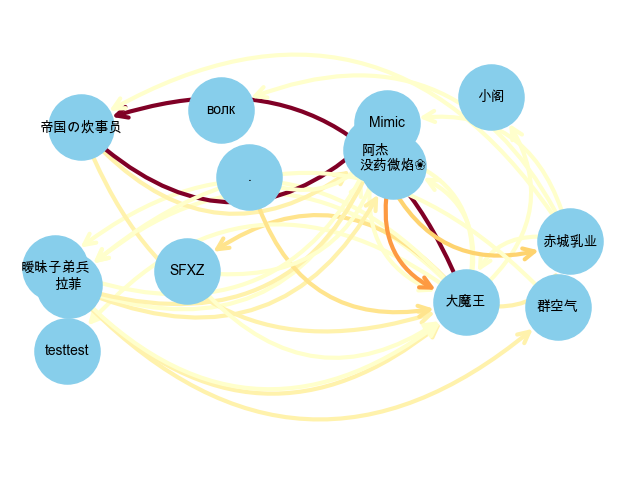 小阁
волк
Mimic
帝国の炊事员
阿杰
没药微焰❀
.
赤城乳业
暧昧子弟兵
SFXZ
拉菲
大魔王
群空气
testtest